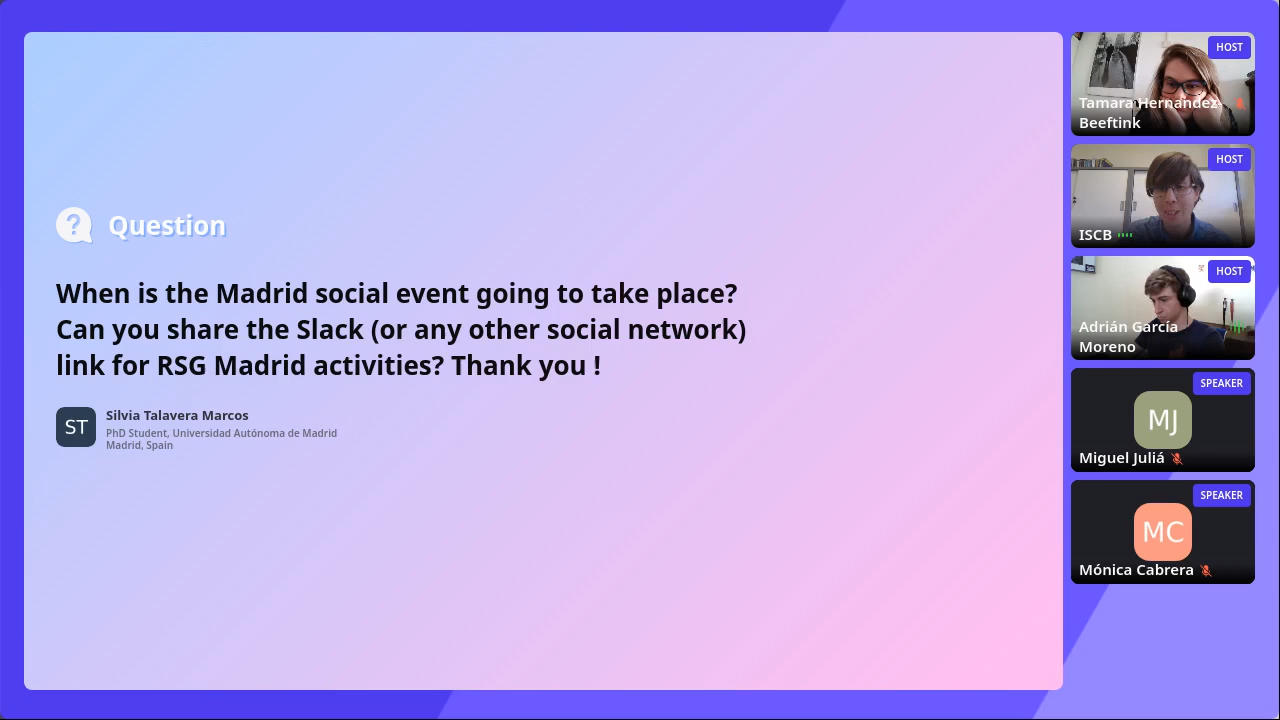 Question
When is the Madrid social event going to take place?
Can you share the Slack (or any other social network)
link for RSG Madrid activities? Thank you !
ST
Silvia Talavera Marcos
PhD Student, Universidad Autónoma de Madrid
Madrid, Spain
HOST
Tamara Hernandez-
Beeftink
HOST
ISCB
HOST
Adrián García
Moreno
SPEAKER
MJ
Miguel Juliá
SPEAKER
MC
Mónica Cabrera